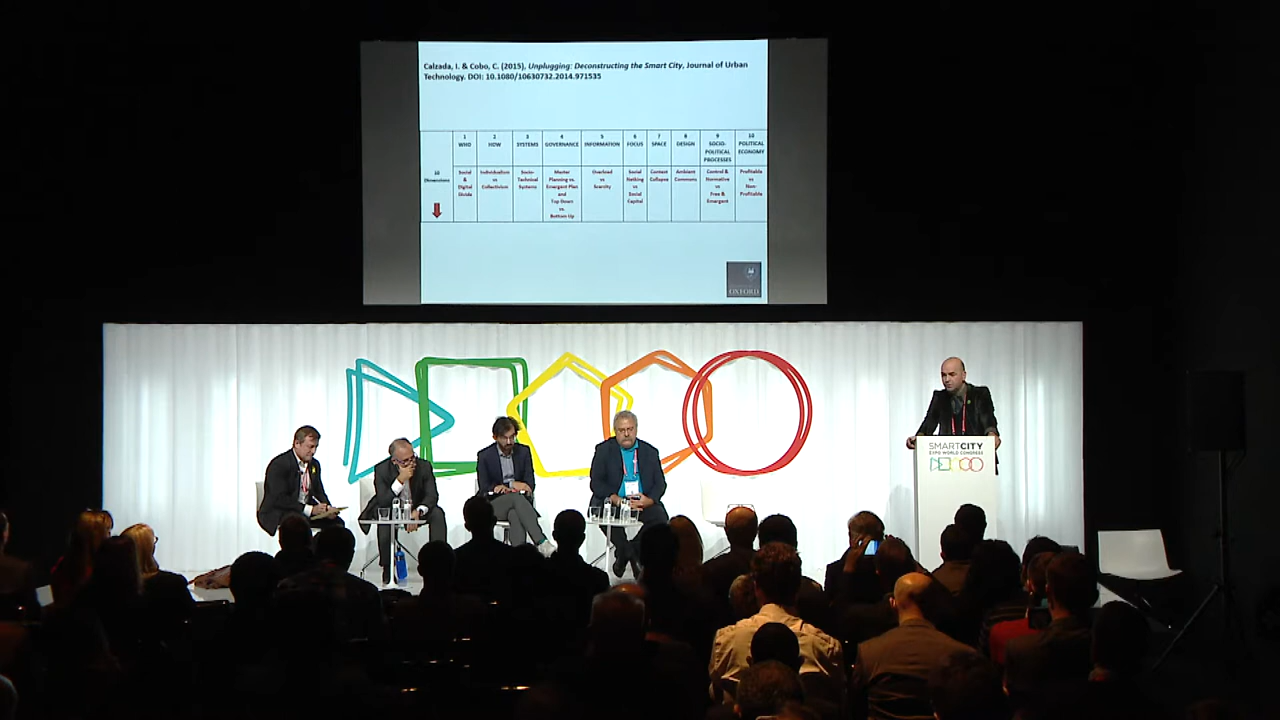 Calzada, I. & Cobo, C. (2015), Unplugging: Deconstructing the Smart City, Journal of Urban
Technology. DOI: 10.1080/10630732.2014.971535
1
WHO
2
HOW
3
SYSTEMS
4
GOVERNANCE
5
INFORMATION
6
FOCUS
7
SPACE
8
DESIGN
9
SOCIO-
POLITICAL
PROCESSES
10
POLITICAL
ECONOMY
10
Dimensions
Social
&
Digital
Divide
Individualism
vs
Collectivism
Socio-
Technical
Systems
Master
Planning vs.
Emergent Plan
and
Top Down
vs.
Bottom Up
Overload
vs
Scarcity
Social
Netking
vs
Social
Capital
Context
Collapse
Ambient
Commons
Control &
Normative
vs
Free &
Emergent
Profitable
vs
Non-
Profitable
OXFORD
SMARTCITY
EXPO WORLD CONGRESS